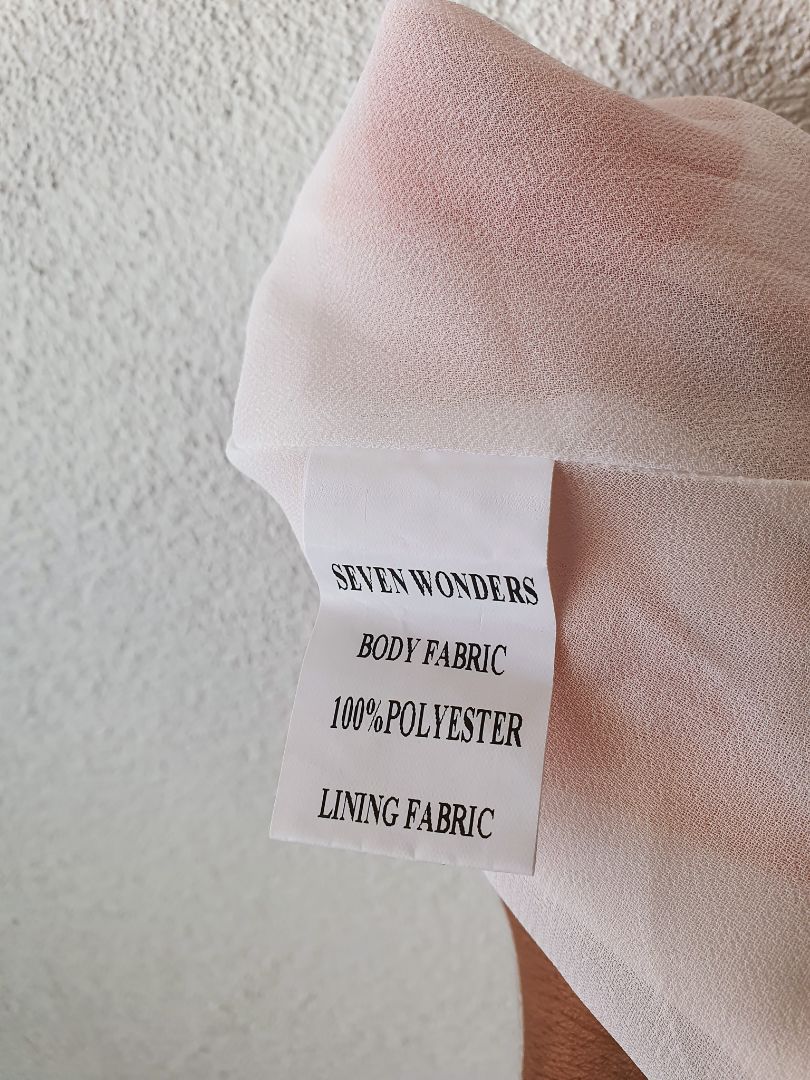 SEVEN WONDERS
BODY FABRIC
100%POLYESTER
LINING FABRIC